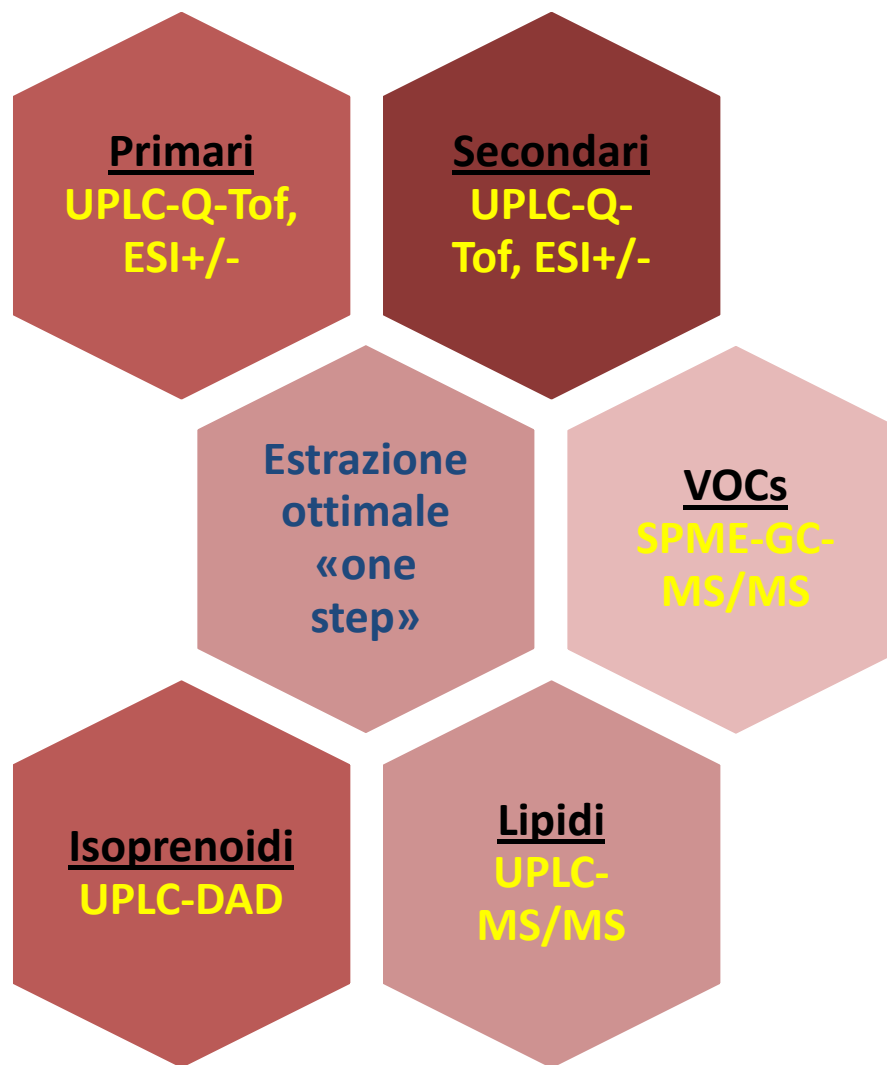 Primari
UPLC-Q-Tof,
ESI+/-
Secondari
UPLC-Q-
Tof, ESI+/-
Estrazione
ottimale
«one
step»
VOCs
SPME-GC-
MS/MS
Isoprenoidi
UPLC-DAD
Lipidi
UPLC-
MS/MS